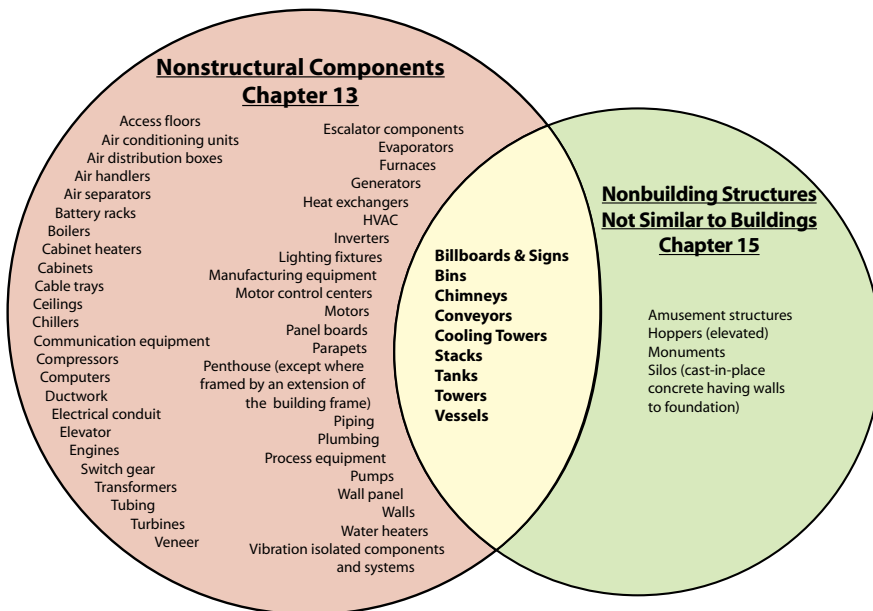 Nonstructural Components
Chapter 13
Access floors
Air conditioning units
Air distribution boxes
Air handlers
Air separators
Battery racks
Boilers
Cabinet heaters
Cabinets
Cable trays
Ceilings
Chillers
Communication equipment
Compressors
Computers
Ductwork
Electrical conduit
Elevator
Engines
Switch gear
Transformers
Tubing
Turbines
Veneer
Escalator components
Evaporators
Furnaces
Generators
Heat exchangers
HVAC
Inverters
Lighting fixtures
Manufacturing equipment
Motor control centers
Motors
Panel boards
Parapets
Penthouse (except where
framed by an extension of
the building frame)
Piping
Plumbing
Process equipment
Pumps
Wall panel
Walls
Water heaters
Vibration isolated components
and systems
Billboards & Signs
Bins
Chimneys
Conveyors
Cooling Towers
Stacks
Tanks
Towers
Vessels
Nonbuilding Structures
Not Similar to Buildings
Chapter 15
Amusement structures
Hoppers (elevated)
Monuments
Silos (cast-in-place
concrete having walls
to foundation)